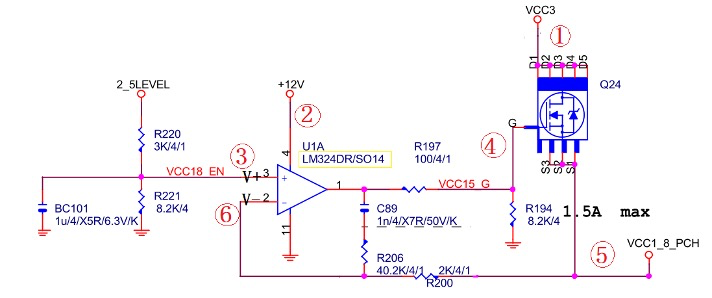 VCC3
①
D1
D2
D3
D4
D5
Q24
2_5LEVEL
+12V
②
R220
3K/4/1
U1A
LM324DR/SO14
G
③
④
R197
100/4/1
VCC18_EN
V+ 3
4
+
1
VCC15_G
S3
S2
S1
V- 2
-
⑥
11
BC101
1u/4/X5R/6.3V/K
R221
8.2K/4
C89
1n/4/X7R/50V/K
R194
8.2K/4
1.5A max
⑤
VCC1_8_PCH
R206
40.2K/4/1
2K/4/1
R200